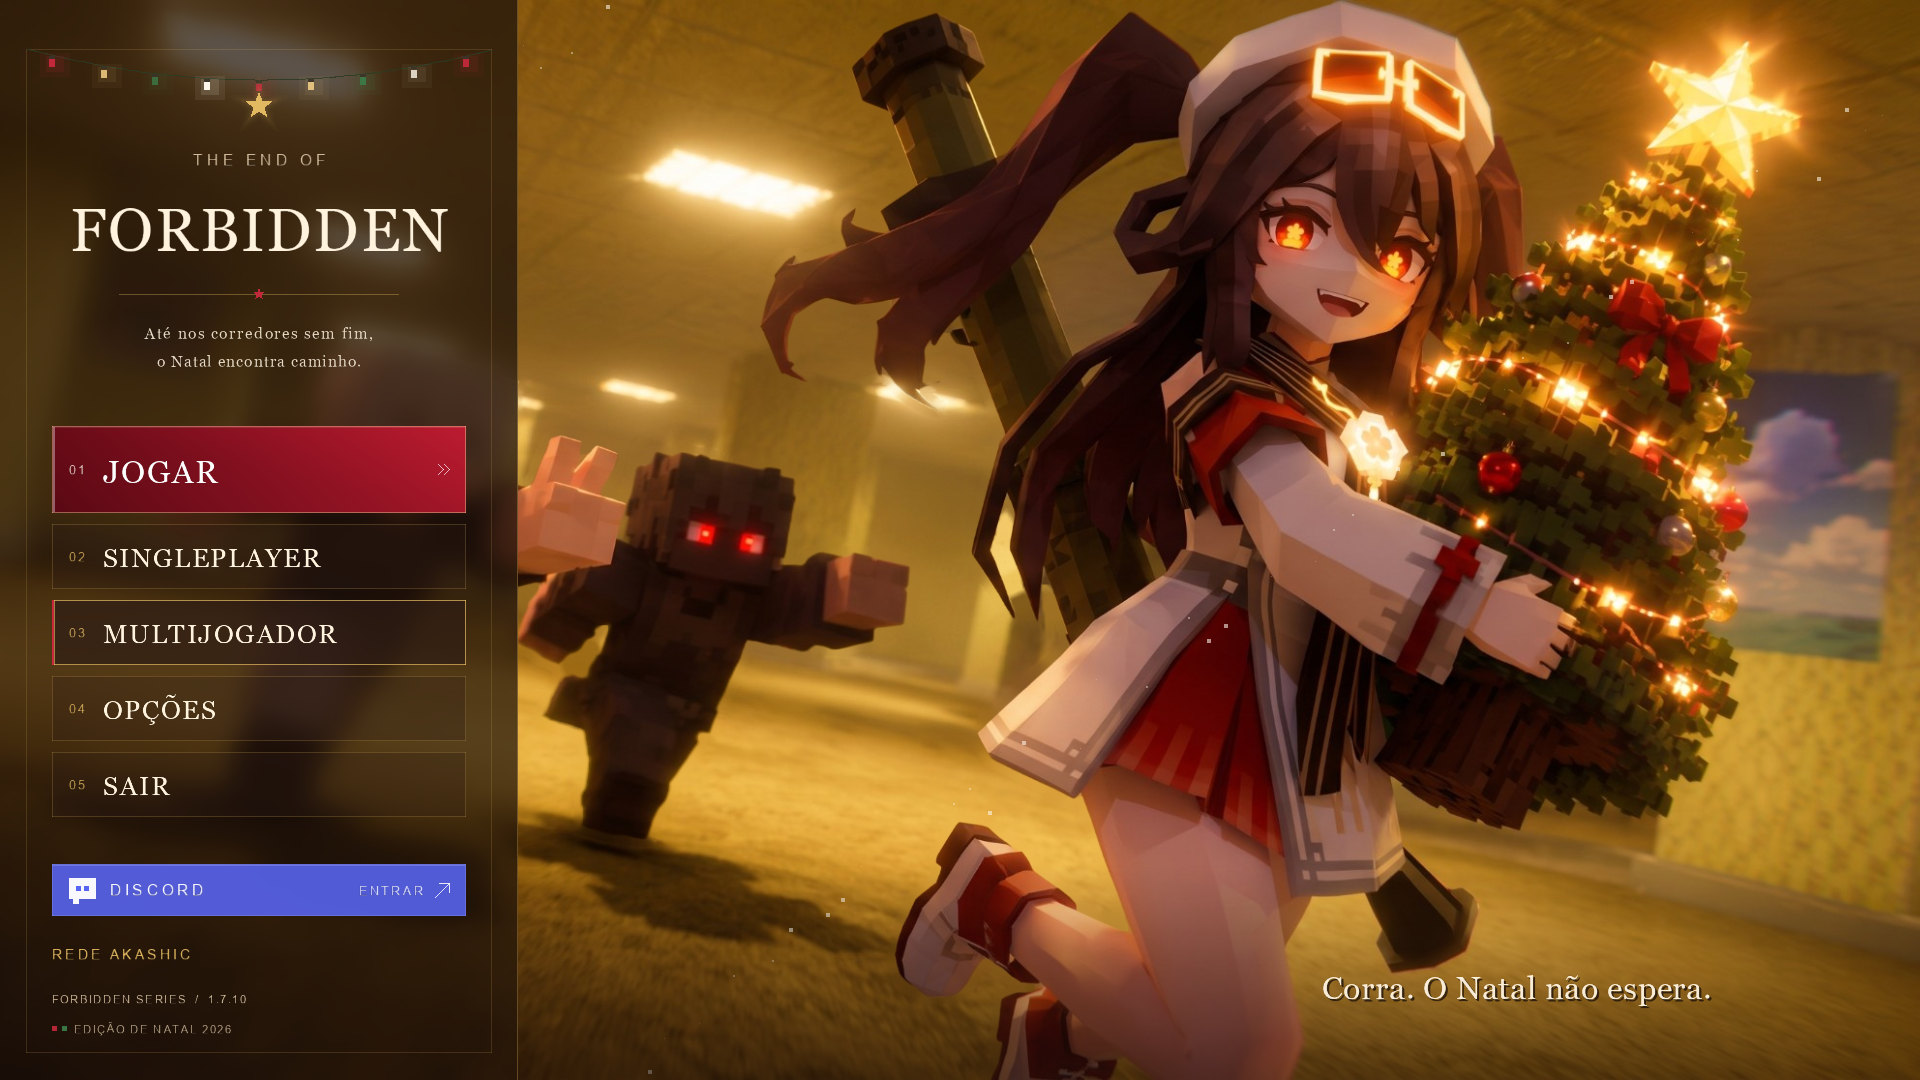 THE END OF
FORBIDDEN
Até nos corredores sem fim,
o Natal encontra caminho.
01 JOGAR
02 SINGLEPLAYER
03 MULTIJOGADOR
04 OPÇÕES
05 SAIR
DISCORD ENTRAR
REDE AKASHIC
FORBIDDEN SERIES / 1.7.10
EDIÇÃO DE NATAL 2026
Corra. O Natal não espera.